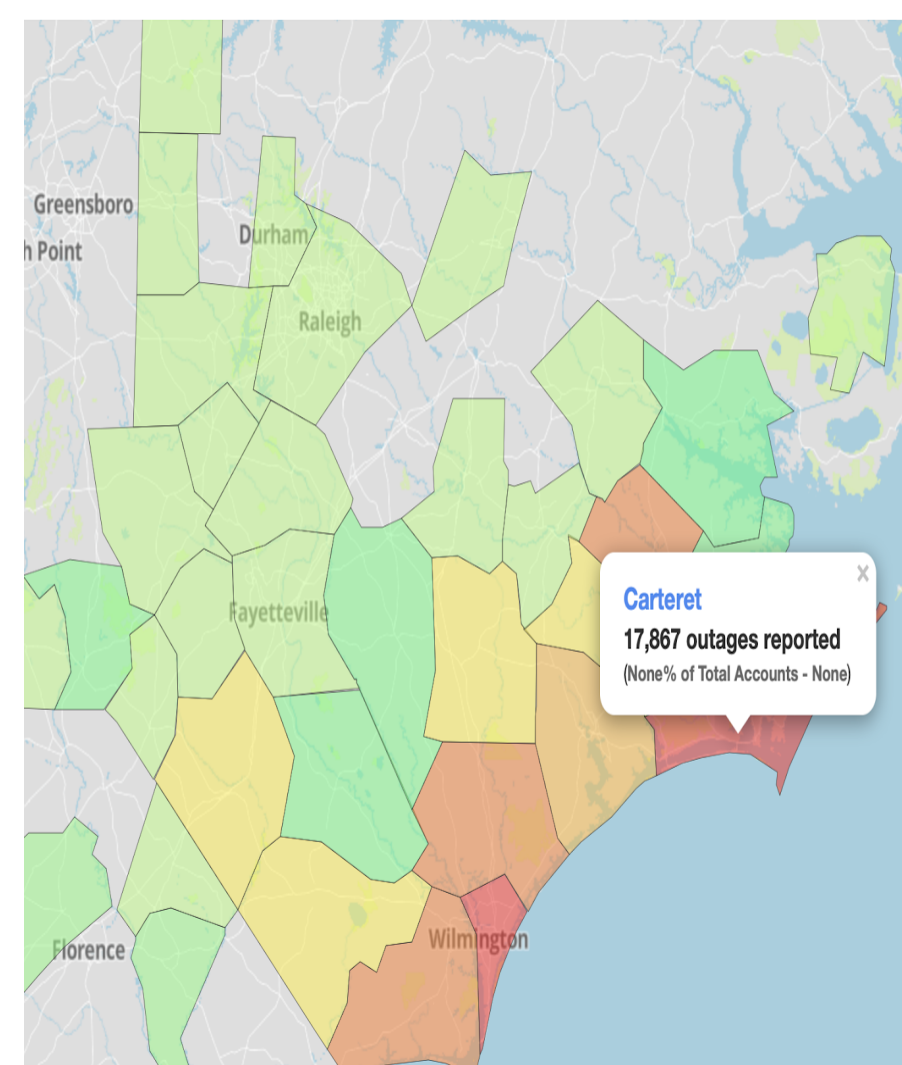 Greensboro
h Point
Durham
Raleigh
Fayetteville
×
Carteret
17,867 outages reported
(None% of Total Accounts - None)
Wilmington
Florence